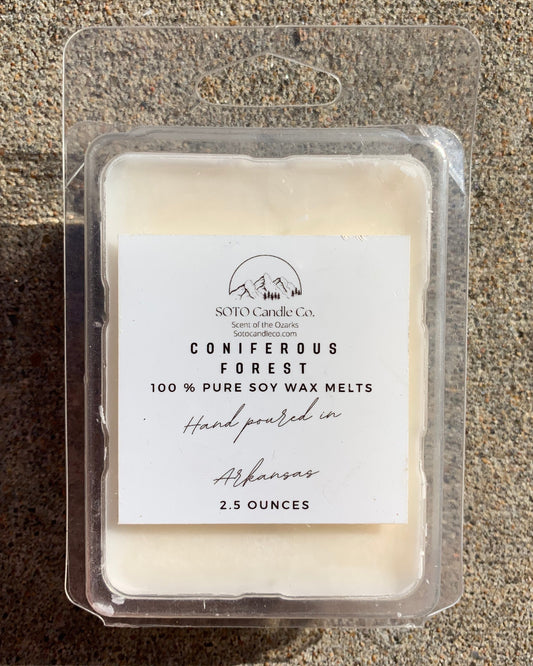 SOTO Candle Co.
Scent of the Ozarks
Sotocandleco.com
CONIFEROUS
FOREST
100 % PURE SOY WAX MELTS
Hand poured in
Arkansas
2.5 OUNCES